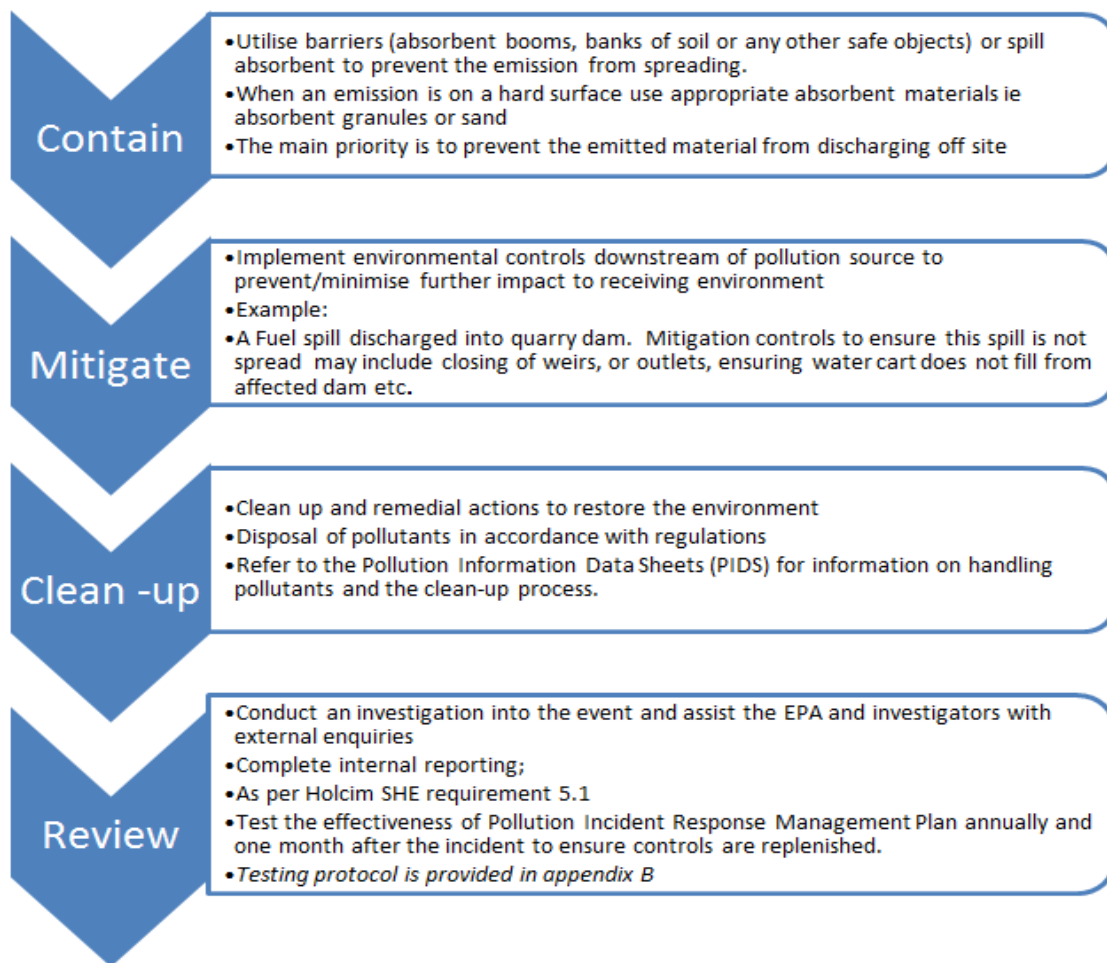 Contain
•Utilise barriers (absorbent booms, banks of soil or any other safe objects) or spill
absorbent to prevent the emission from spreading.
•When an emission is on a hard surface use appropriate absorbent materials ie
absorbent granules or sand
•The main priority is to prevent the emitted material from discharging off site
Mitigate
•Implement environmental controls downstream of pollution source to
prevent/minimise further impact to receiving environment
•Example:
•A Fuel spill discharged into quarry dam. Mitigation controls to ensure this spill is not
spread may include closing of weirs, or outlets, ensuring water cart does not fill from
affected dam etc.
Clean -up
•Clean up and remedial actions to restore the environment
•Disposal of pollutants in accordance with regulations
•Refer to the Pollution Information Data Sheets (PIDS) for information on handling
pollutants and the clean-up process.
Review
•Conduct an investigation into the event and assist the EPA and investigators with
external enquiries
•Complete internal reporting;
•As per Holcim SHE requirement 5.1
•Test the effectiveness of Pollution Incident Response Management Plan annually and
one month after the incident to ensure controls are replenished.
•Testing protocol is provided in appendix B